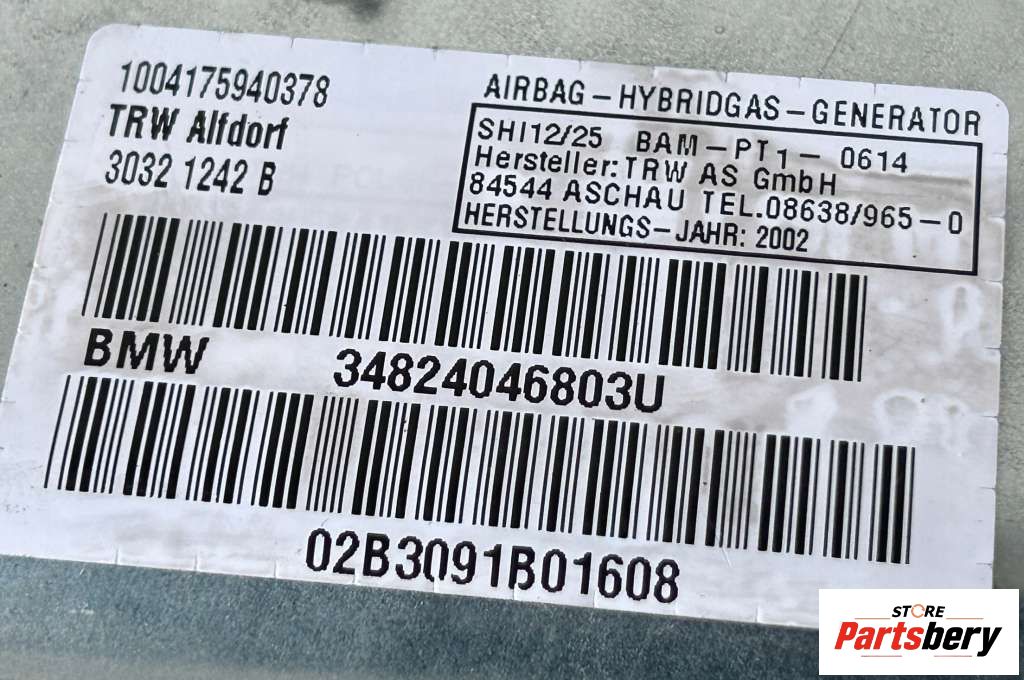 1004175940378
TRW Alfdorf
3032 1242 B
AIRBAG-HYBRIDGAS-GENERATOR
SHI12/25 BAM-PT1- 0614
Hersteller: TRW AS GmbH
84544 ASCHAU TEL.08638/965-0
HERSTELLUNGS-JAHR: 2002
BMW 34824046803U
02B3091B01608
STORE
Partsbery